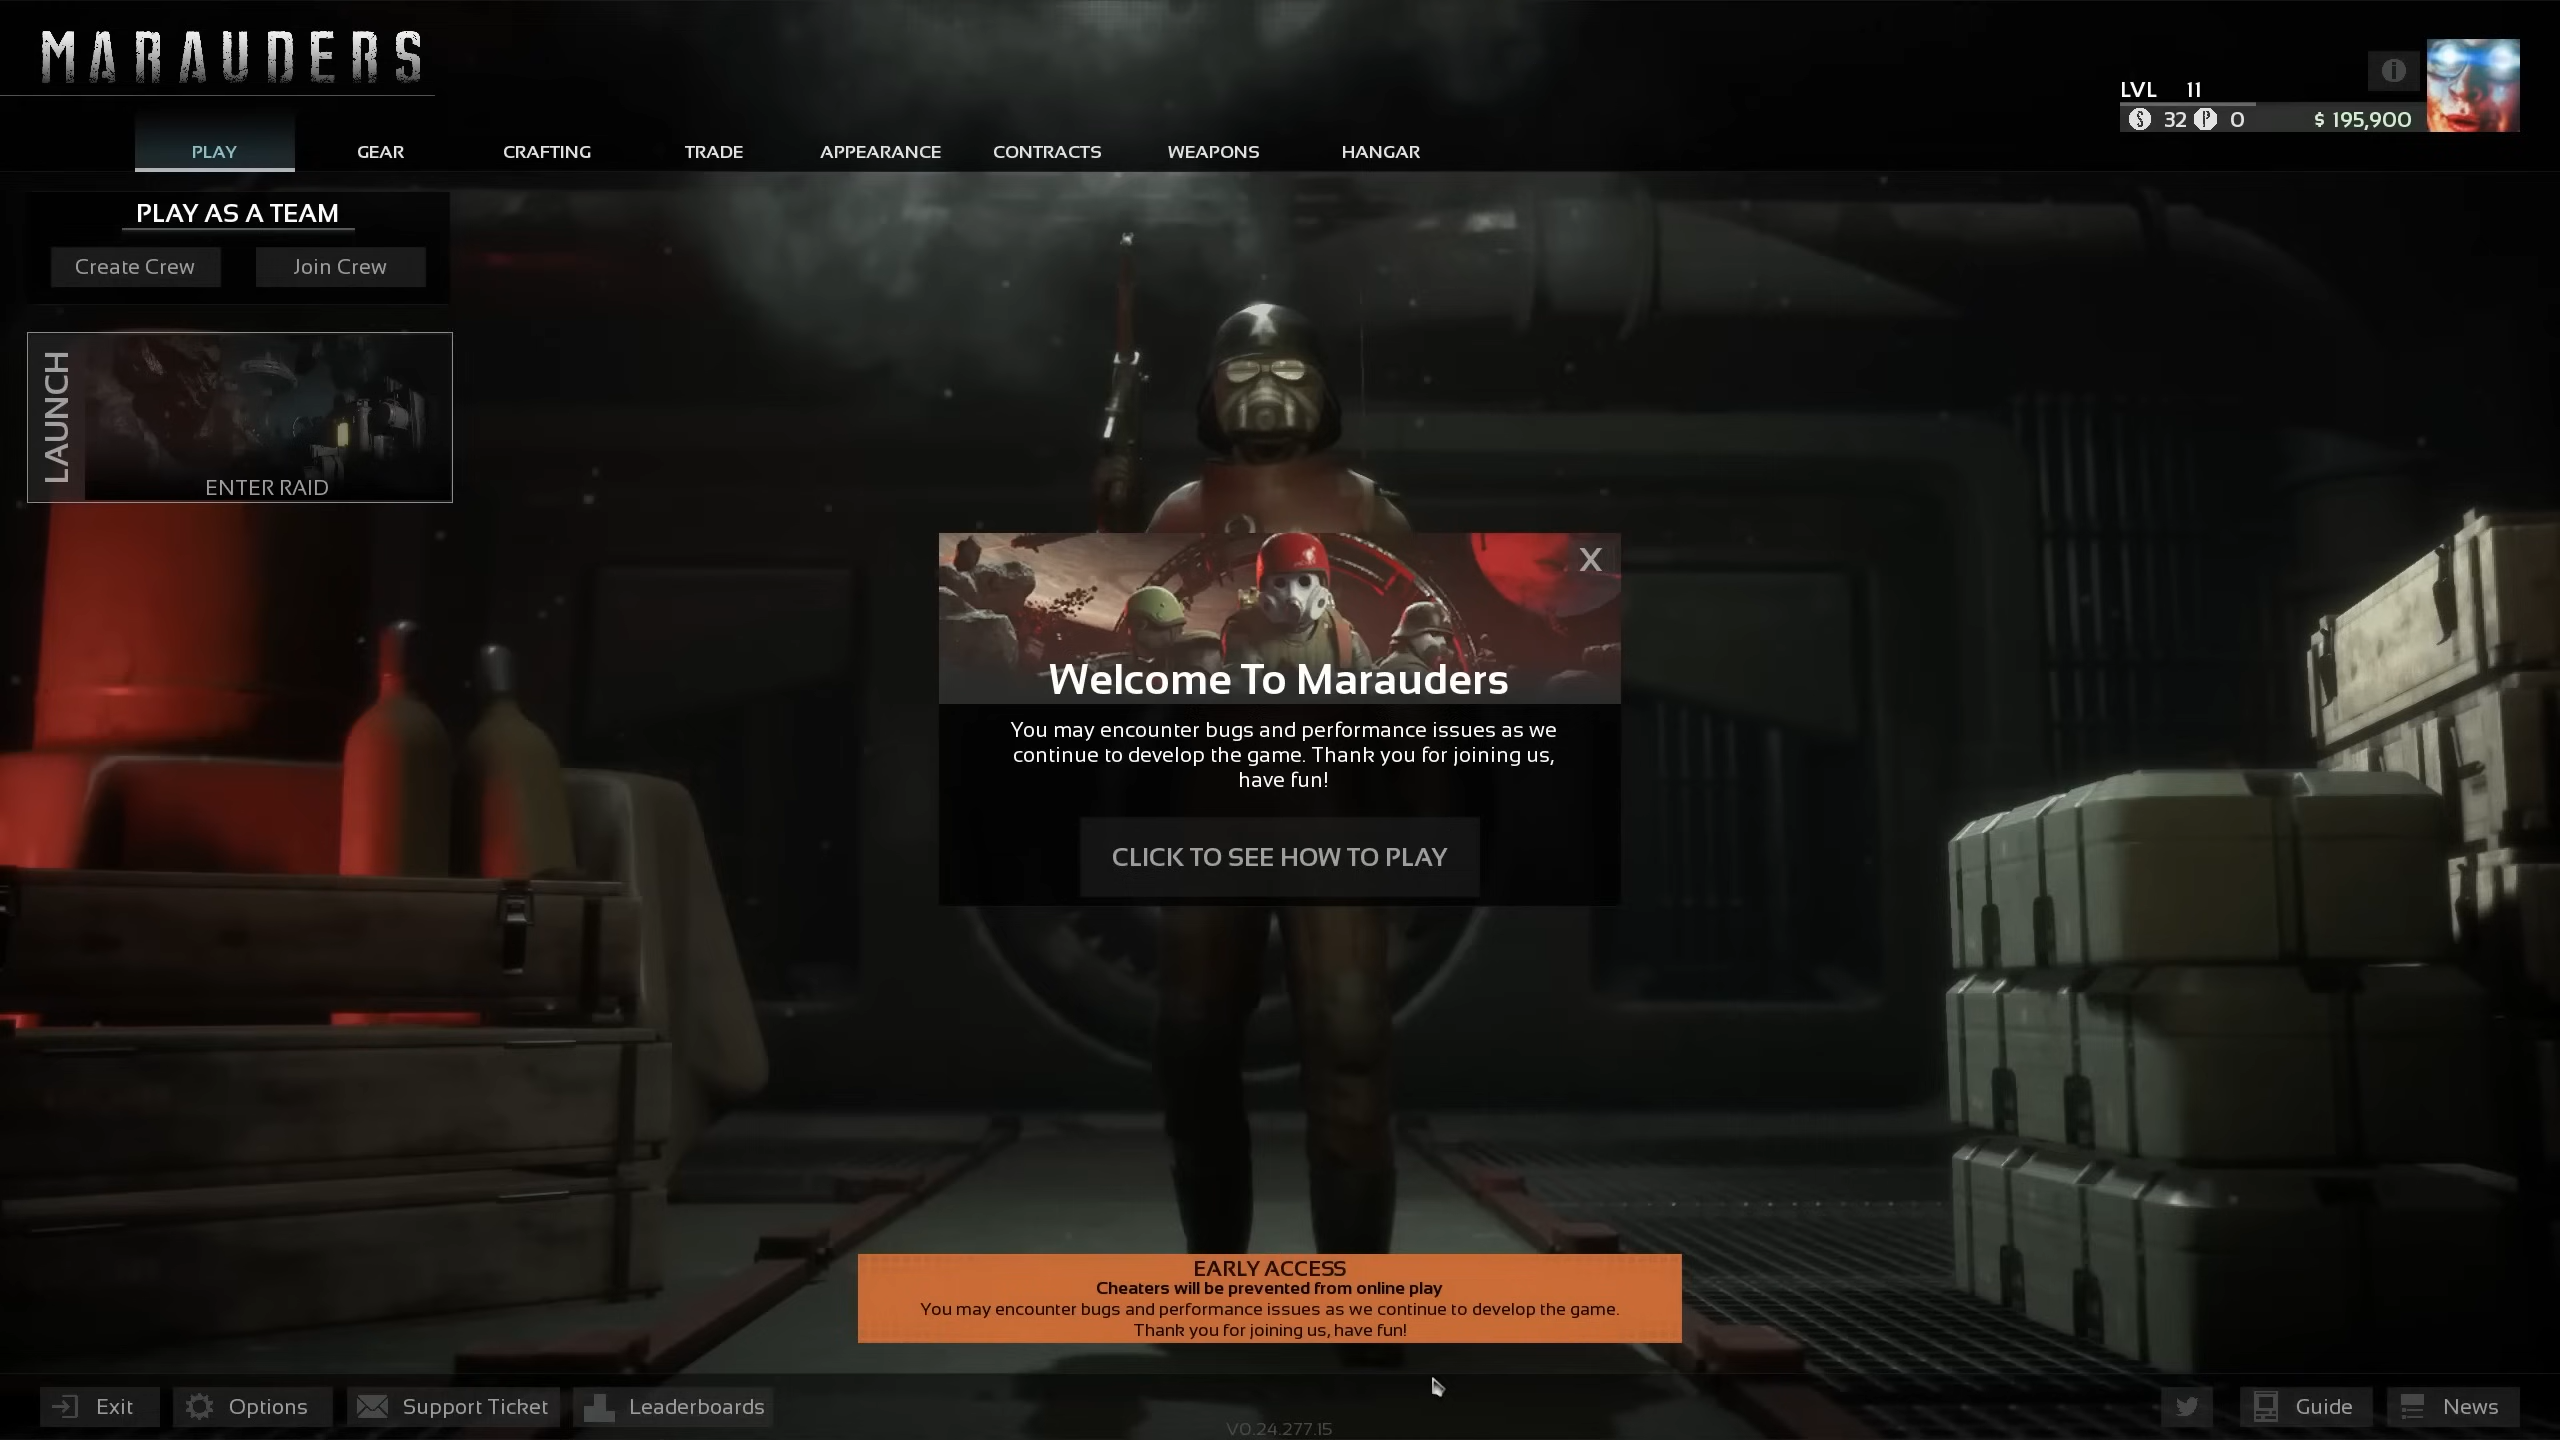 MARAUDERS
LVL 11
S 32 P 0 $ 195,900
PLAY GEAR CRAFTING TRADE APPEARANCE CONTRACTS WEAPONS HANGAR
PLAY AS A TEAM
Create Crew Join Crew
LAUNCH
ENTER RAID
X
Welcome To Marauders
You may encounter bugs and performance issues as we
continue to develop the game. Thank you for joining us,
have fun!
CLICK TO SEE HOW TO PLAY
EARLY ACCESS
Cheaters will be prevented from online play
You may encounter bugs and performance issues as we continue to develop the game.
Thank you for joining us, have fun!
Exit Options Support Ticket Leaderboards Guide News
V0.24.277.15